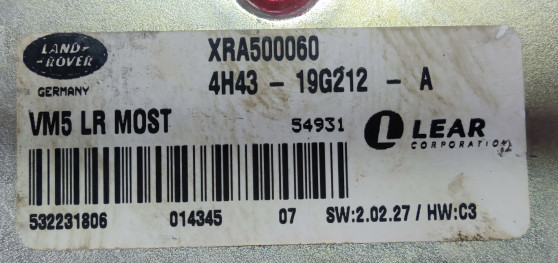 LAND-
ROVER
GERMANY
XRA500060
4H43 - 19G212 - A
VM5 LR MOST
54931
LEAR
CORPORATION
532231806 014345 07 SW:2.02.27 / HW:C3